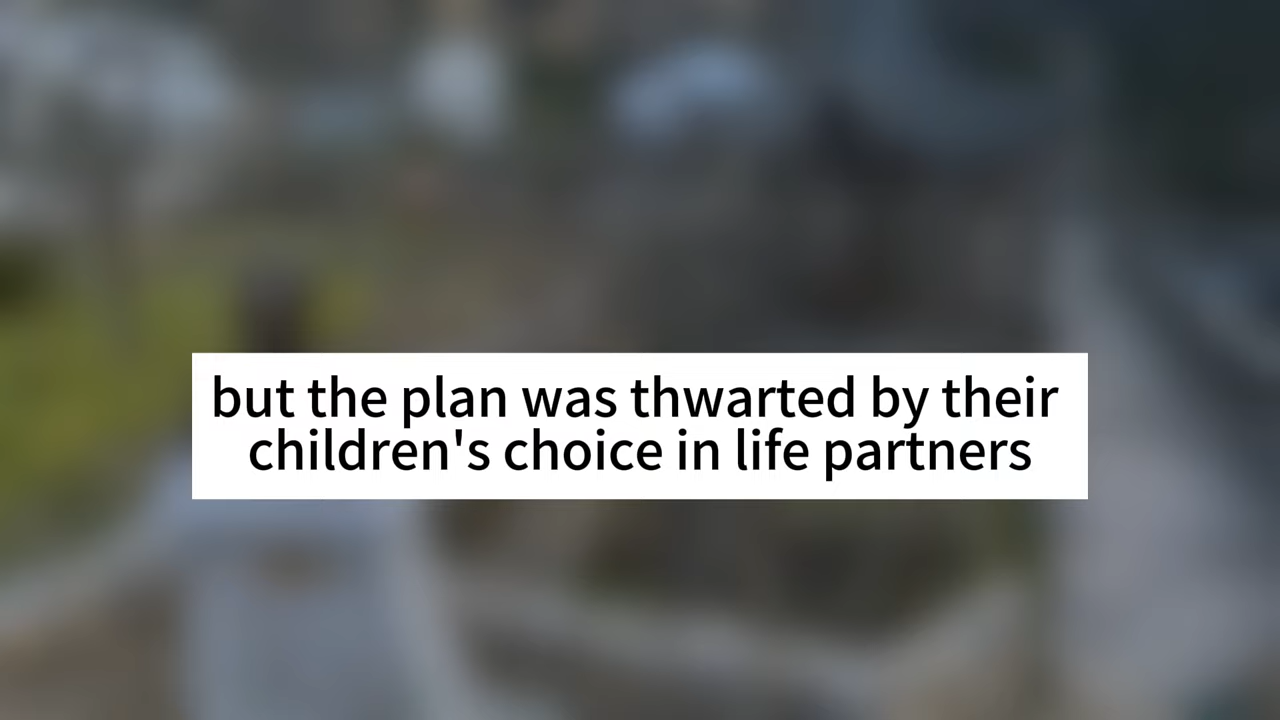 but the plan was thwarted by their
children's choice in life partners